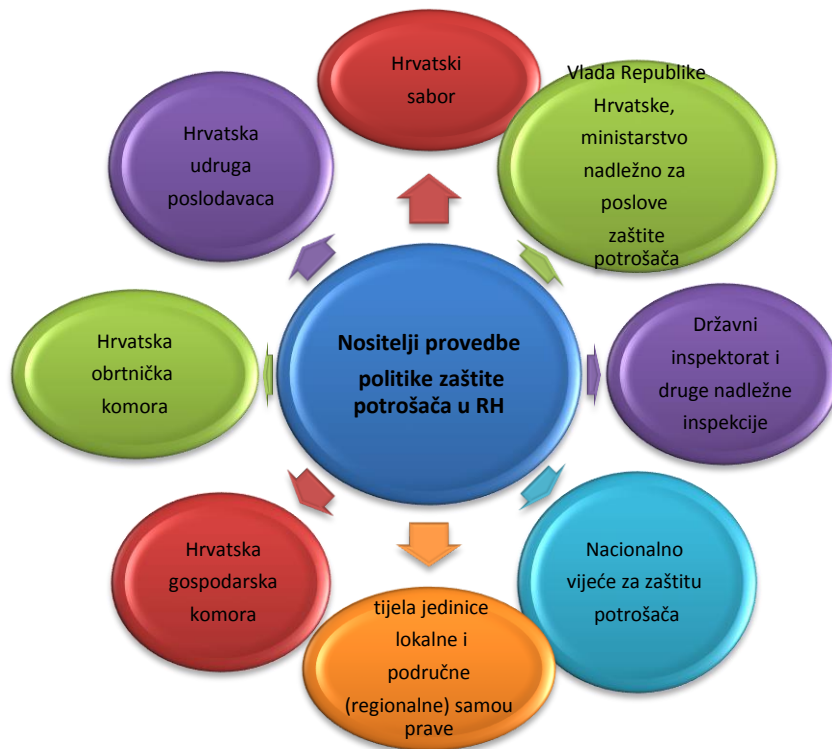 Hrvatski
sabor
Vlada Republike
Hrvatske,
ministarstvo
nadležno za
poslove
zaštite
potrošača
Državni
inspektorat i
druge nadležne
inspekcije
Nacionalno
vijeće za zaštitu
potrošača
tijela jedinice
lokalne i
područne
(regionalne) samou
prave
Hrvatska
gospodarska
komora
Hrvatska
obrtnička
komora
Hrvatska
udruga
poslodavaca
Nositelji provedbe
politike zaštite
potrošača u RH